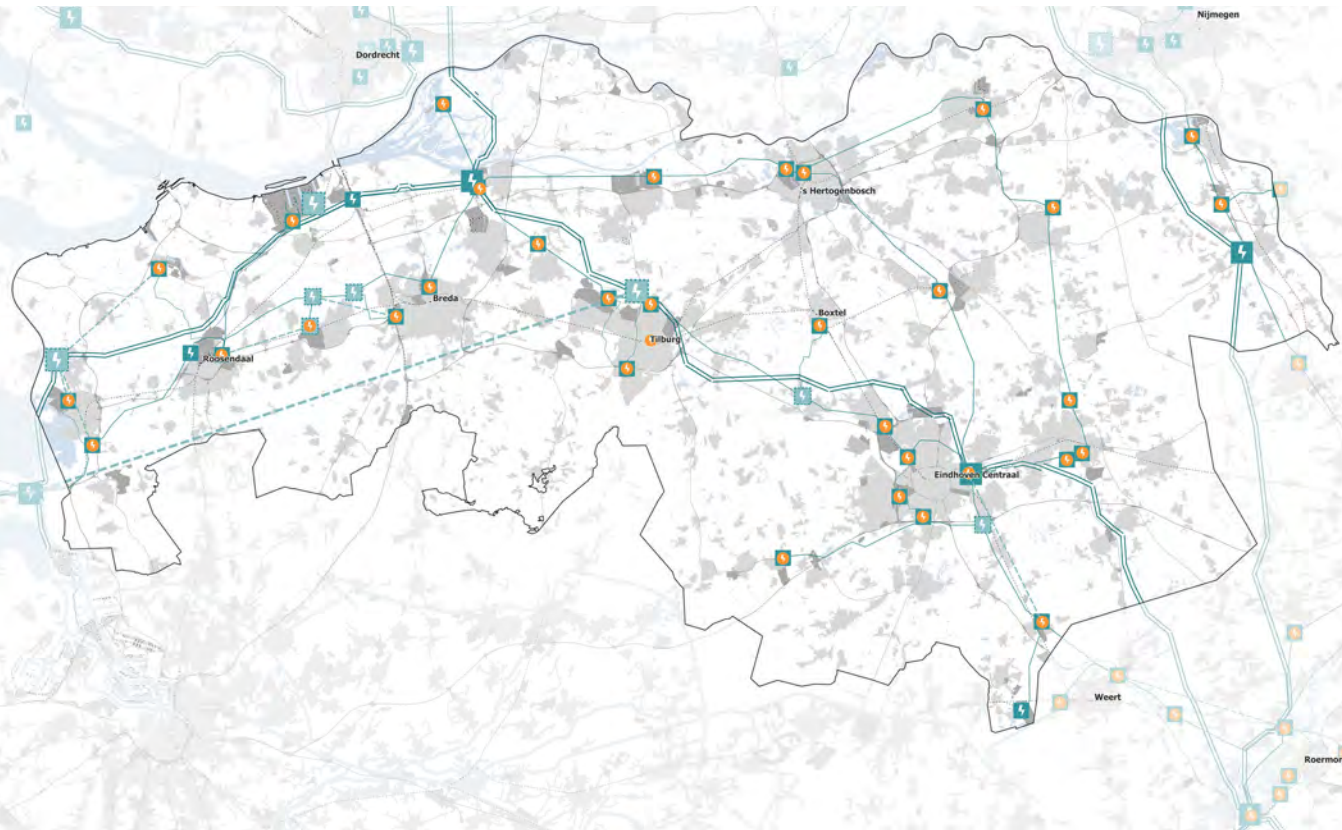 Nijmegen
Dordrecht
's Hertogenbosch
Breda
Boxtel
Tilburg
Roosendaal
Eindhoven Centraal
Weert
Roermon